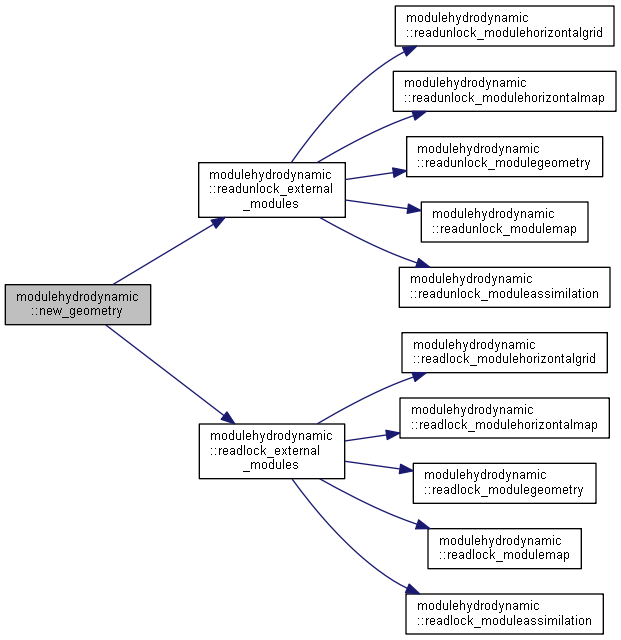 modulehydrodynamic
::readunlock_modulehorizontalgrid
modulehydrodynamic
::readunlock_modulehorizontalmap
modulehydrodynamic
::readunlock_modulegeometry
modulehydrodynamic
::readunlock_external
_modules
modulehydrodynamic
::readunlock_modulemap
modulehydrodynamic
::readunlock_moduleassimilation
modulehydrodynamic
::new_geometry
modulehydrodynamic
::readlock_modulehorizontalgrid
modulehydrodynamic
::readlock_modulehorizontalmap
modulehydrodynamic
::readlock_external
_modules
modulehydrodynamic
::readlock_modulegeometry
modulehydrodynamic
::readlock_modulemap
modulehydrodynamic
::readlock_moduleassimilation